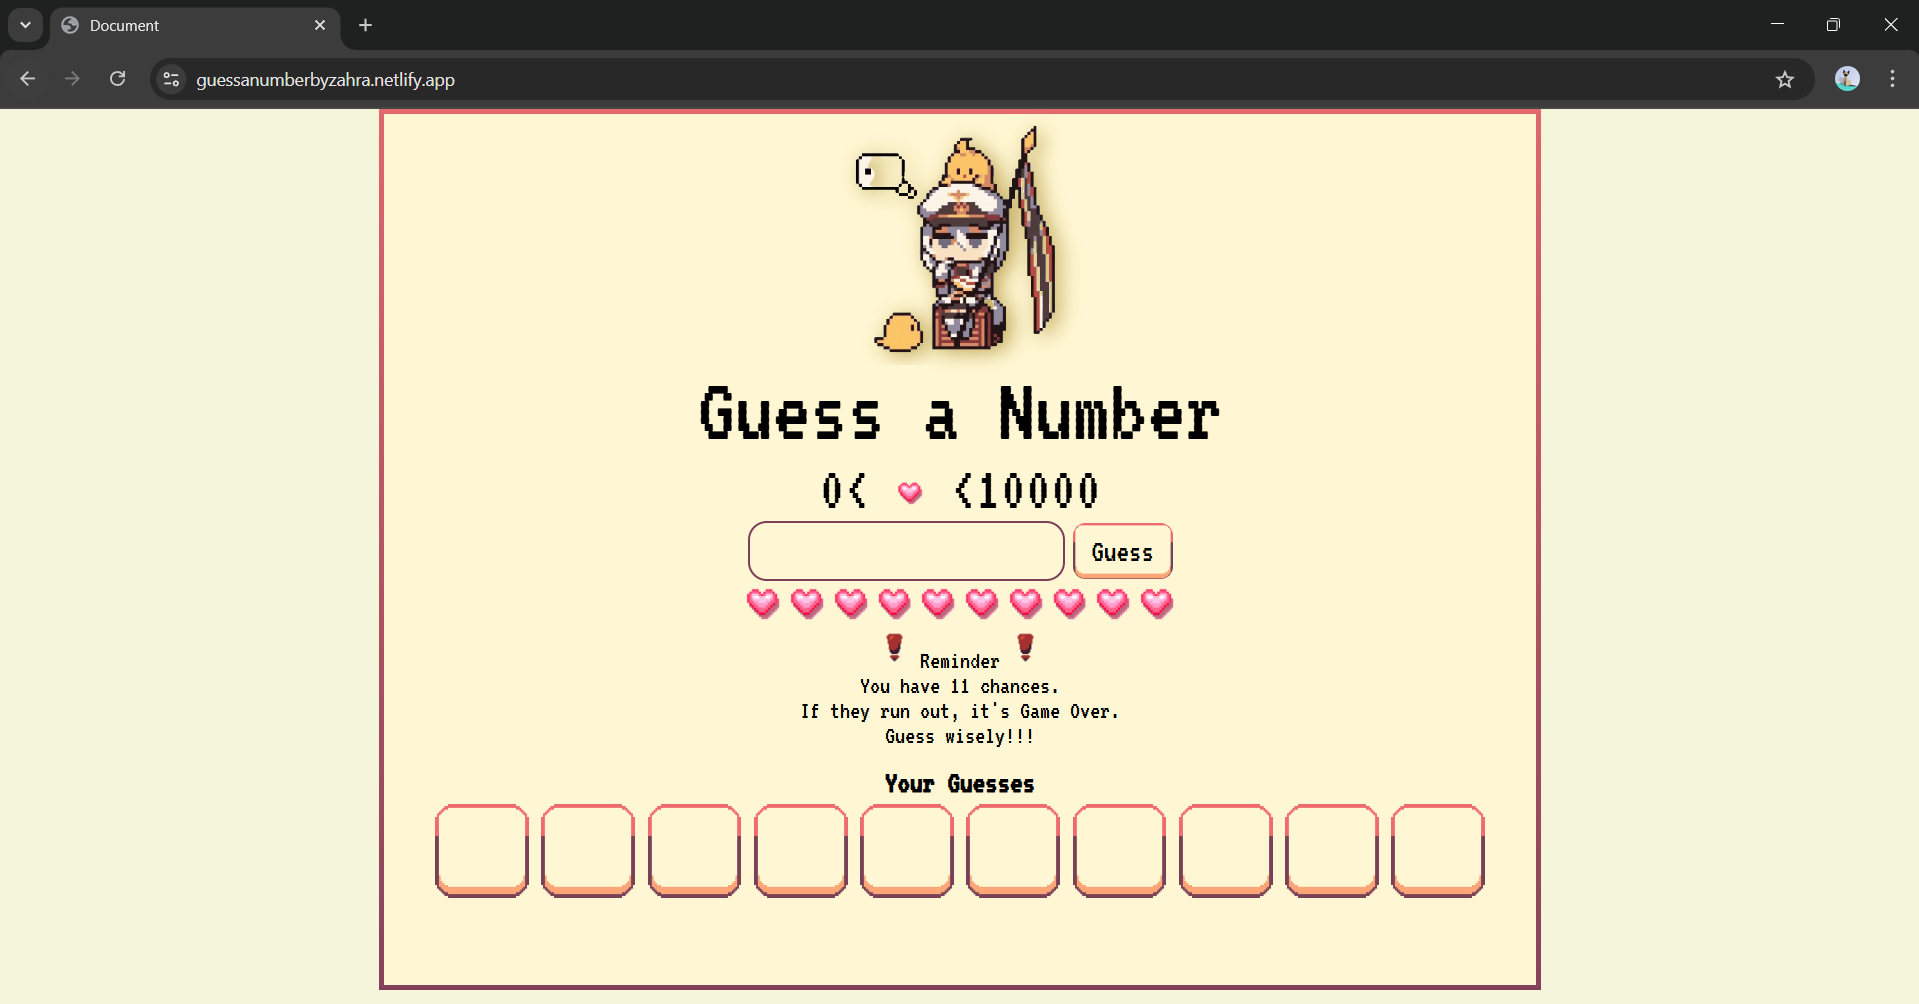 Document
guessanumberbyzahra.netlify.app
Guess a Number
0< <10000
Guess
Reminder
You have 11 chances.
If they run out, it's Game Over.
Guess wisely!!!
Your Guesses